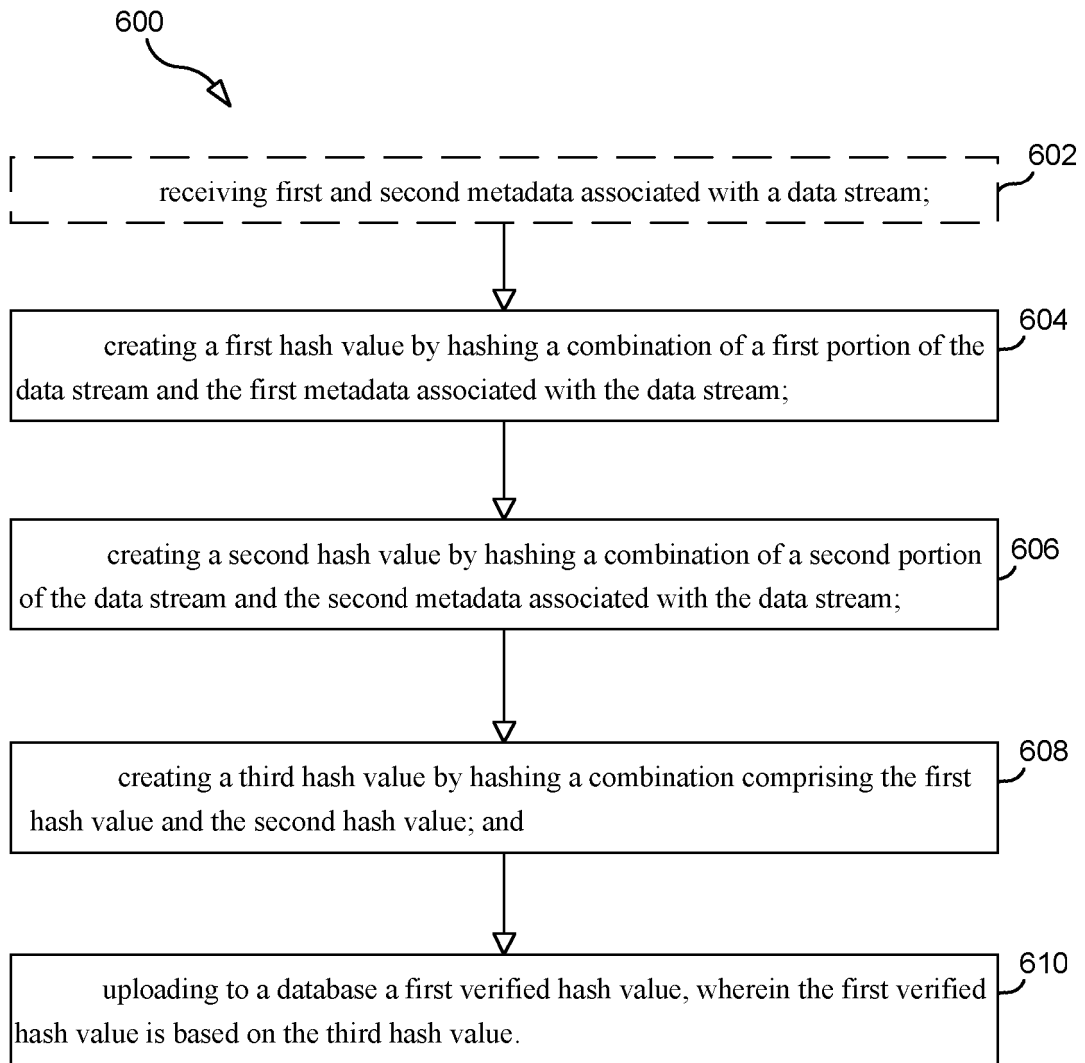 600
602
receiving first and second metadata associated with a data stream;
604
creating a first hash value by hashing a combination of a first portion of the
data stream and the first metadata associated with the data stream;
606
creating a second hash value by hashing a combination of a second portion
of the data stream and the second metadata associated with the data stream;
608
creating a third hash value by hashing a combination comprising the first
hash value and the second hash value; and
610
uploading to a database a first verified hash value, wherein the first verified
hash value is based on the third hash value.